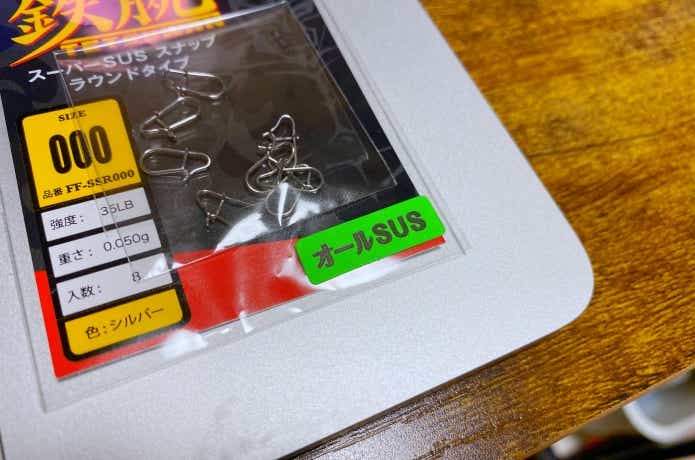 鉄腕
スーパーSUS スナップ
ラウンドタイプ
SIZE
000
品番 FF-SSR000
強度: 35LB
重さ: 0.050g
入数: 8
色:シルバー
オールSUS